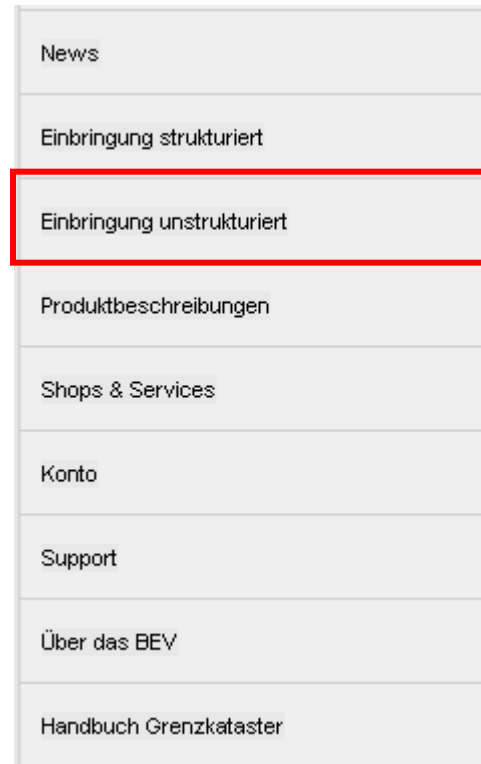 News
Einbringung strukturiert
Einbringung unstrukturiert
Produktbeschreibungen
Shops & Services
Konto
Support
Über das BEV
Handbuch Grenzkataster